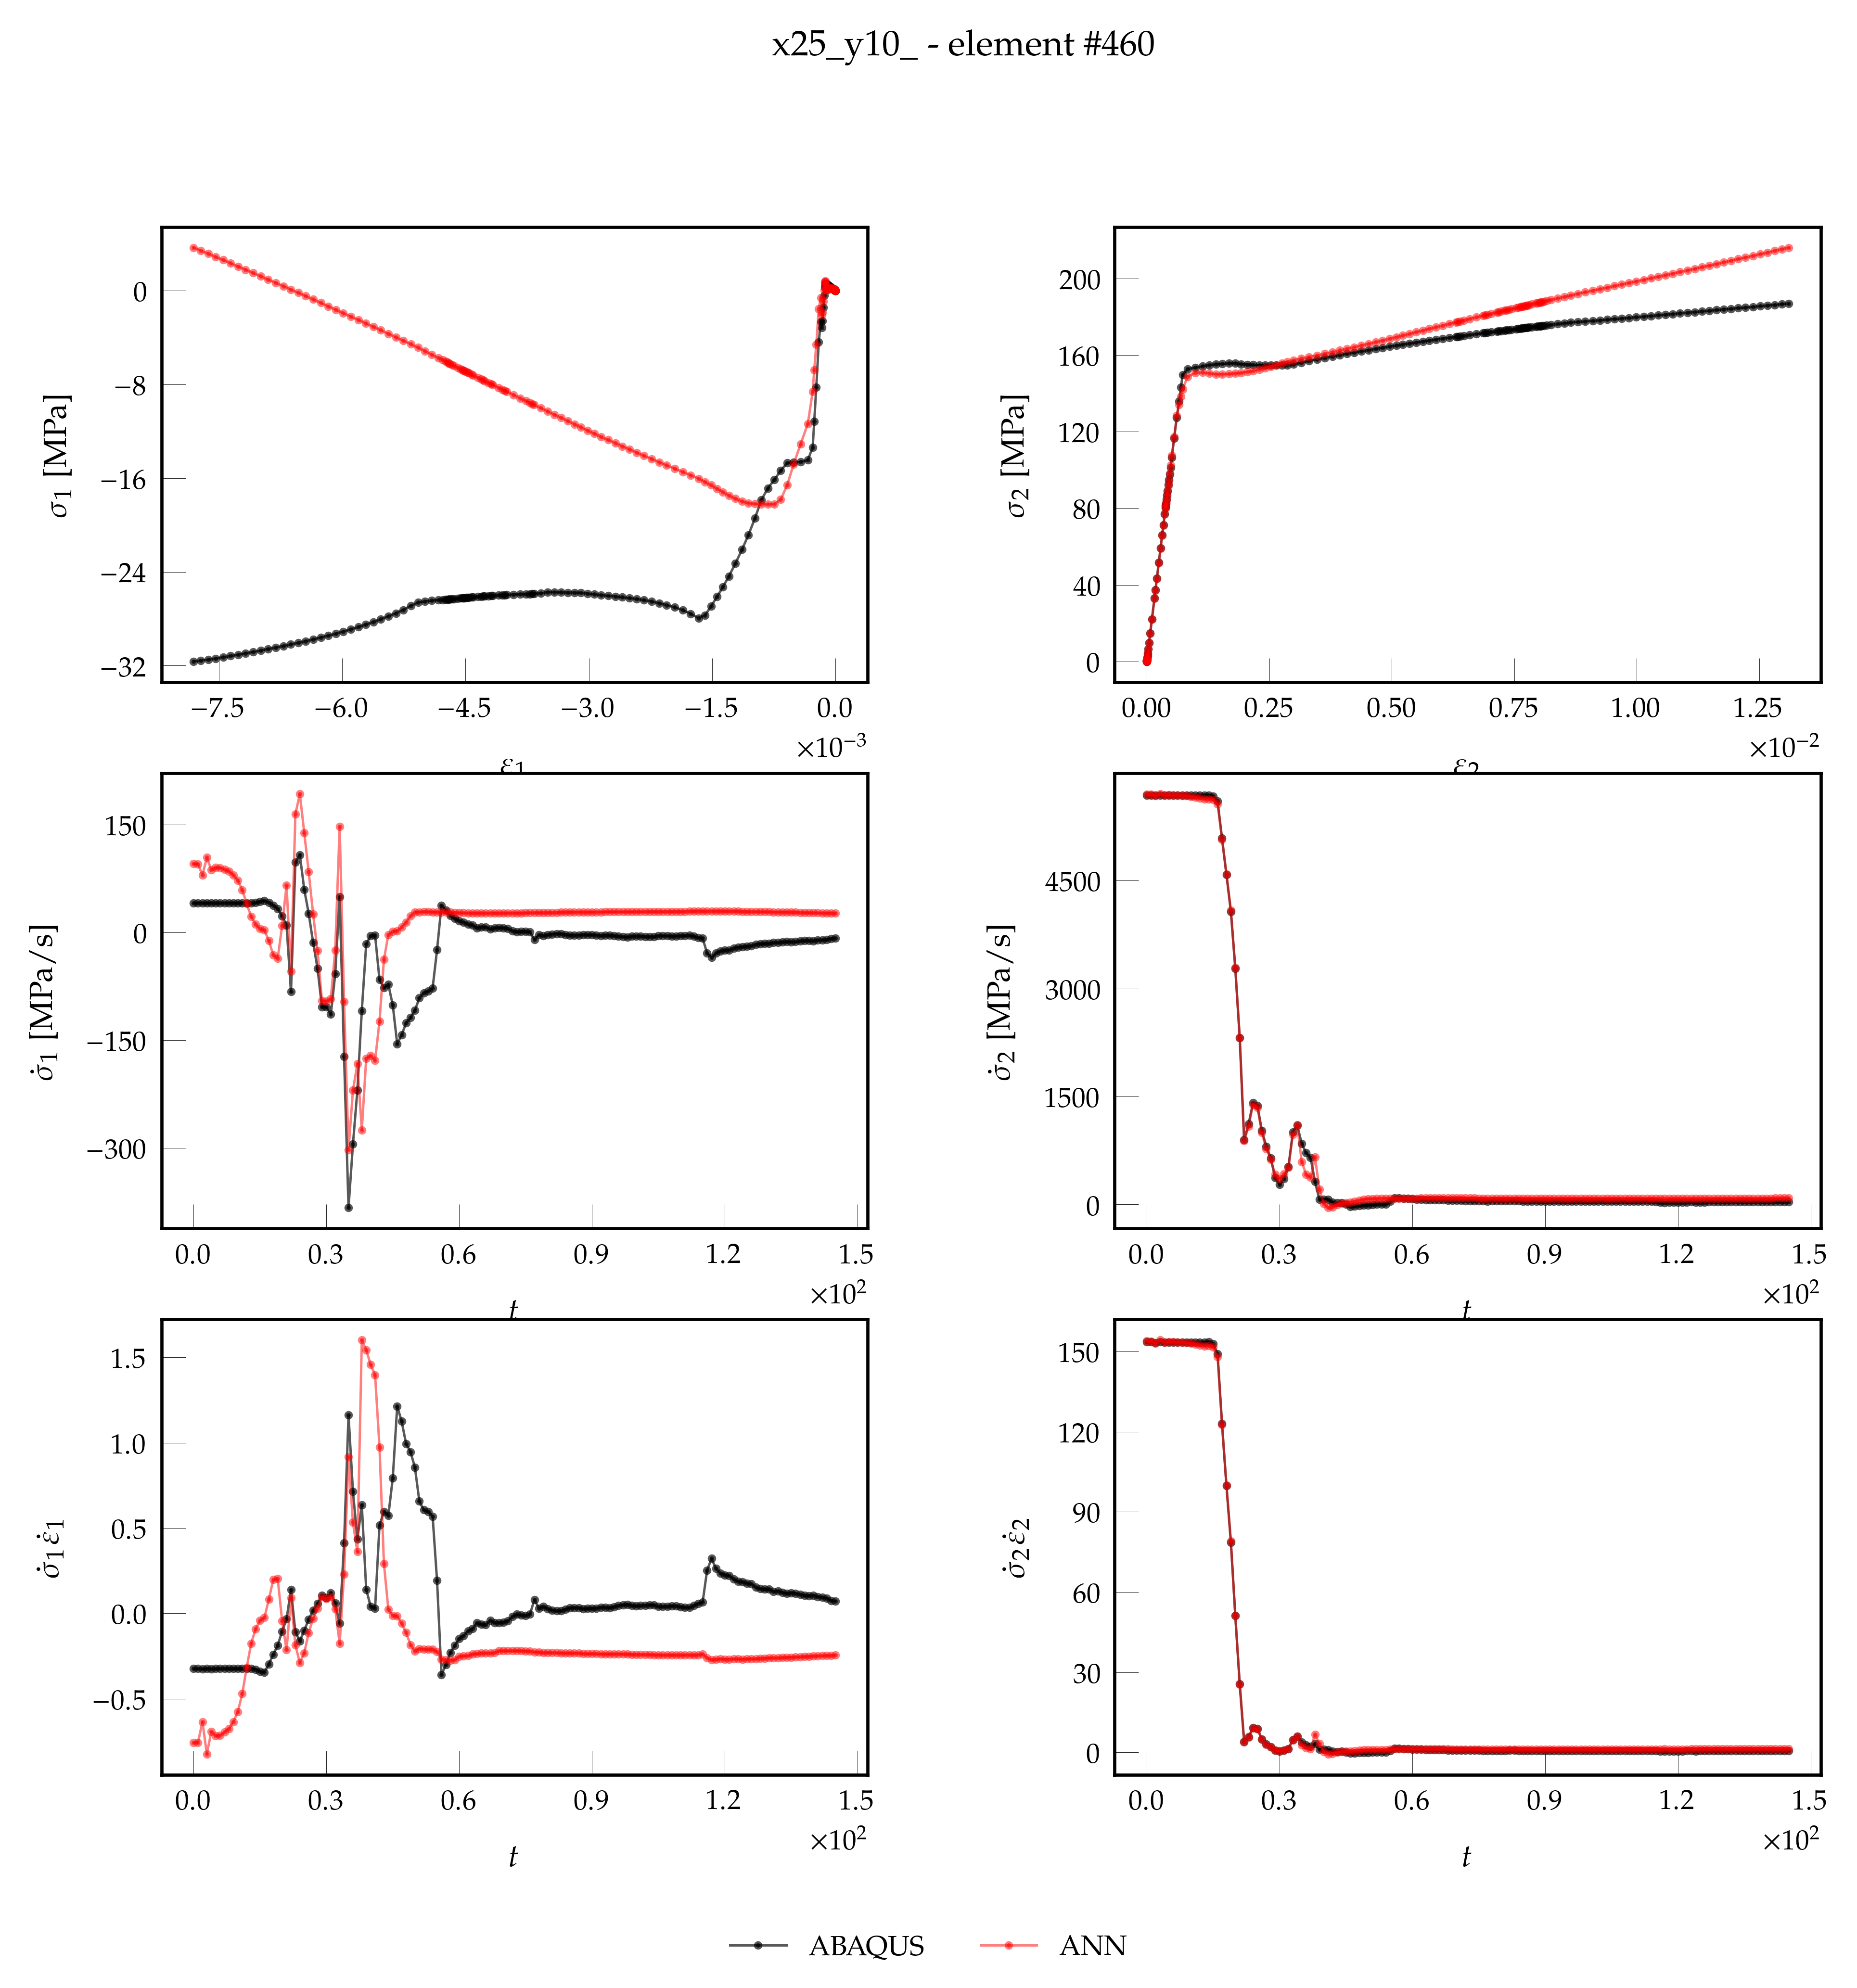 x25_y10_ - element #460
σ₁ [MPa]
0
−8
−16
−24
−32
−7.5 −6.0 −4.5 −3.0 −1.5 0.0
×10⁻³
ε₁
σ₂ [MPa]
200
160
120
80
40
0
0.00 0.25 0.50 0.75 1.00 1.25
×10⁻²
ε₂
σ̇₁ [MPa/s]
150
0
−150
−300
0.0 0.3 0.6 0.9 1.2 1.5
×10²
t
σ̇₂ [MPa/s]
4500
3000
1500
0
0.0 0.3 0.6 0.9 1.2 1.5
×10²
t
σ̇₁ε̇₁
1.5
1.0
0.5
0.0
−0.5
0.0 0.3 0.6 0.9 1.2 1.5
×10²
t
σ̇₂ε̇₂
150
120
90
60
30
0
0.0 0.3 0.6 0.9 1.2 1.5
×10²
t
ABAQUS ANN